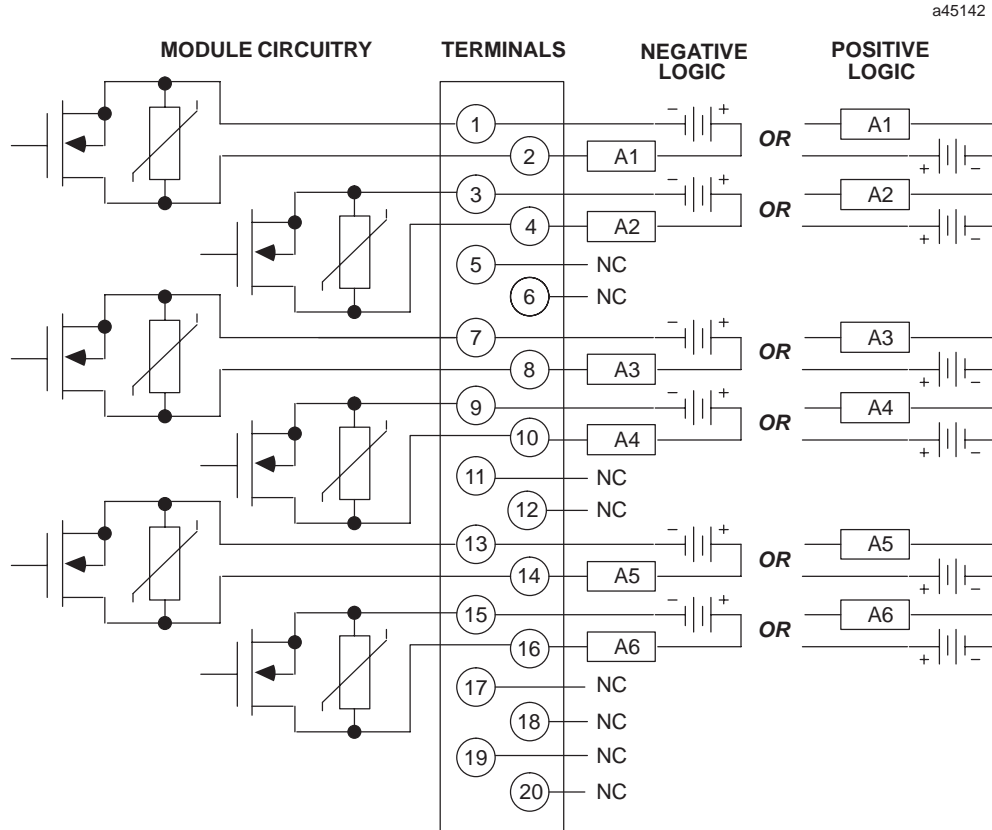 a45142
MODULE CIRCUITRY TERMINALS NEGATIVE LOGIC POSITIVE LOGIC
1 - + OR A1
2 A1 + -
3 - + OR A2
4 A2 + -
5 NC
6 NC
7 - + OR A3
8 A3 + -
9 - + OR A4
10 A4 + -
11 NC
12 NC
13 - + OR A5
14 A5 + -
15 - + OR A6
16 A6 + -
17 NC
18 NC
19 NC
20 NC